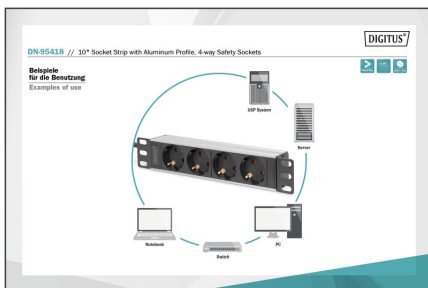 DIGITUS®
DN-95418 // 10" Socket Strip with Aluminum Profile, 4-way Safety Sockets
Beispiele
für die Benutzung
Examples of use
USP System
Server
PC
Switch
Notebook